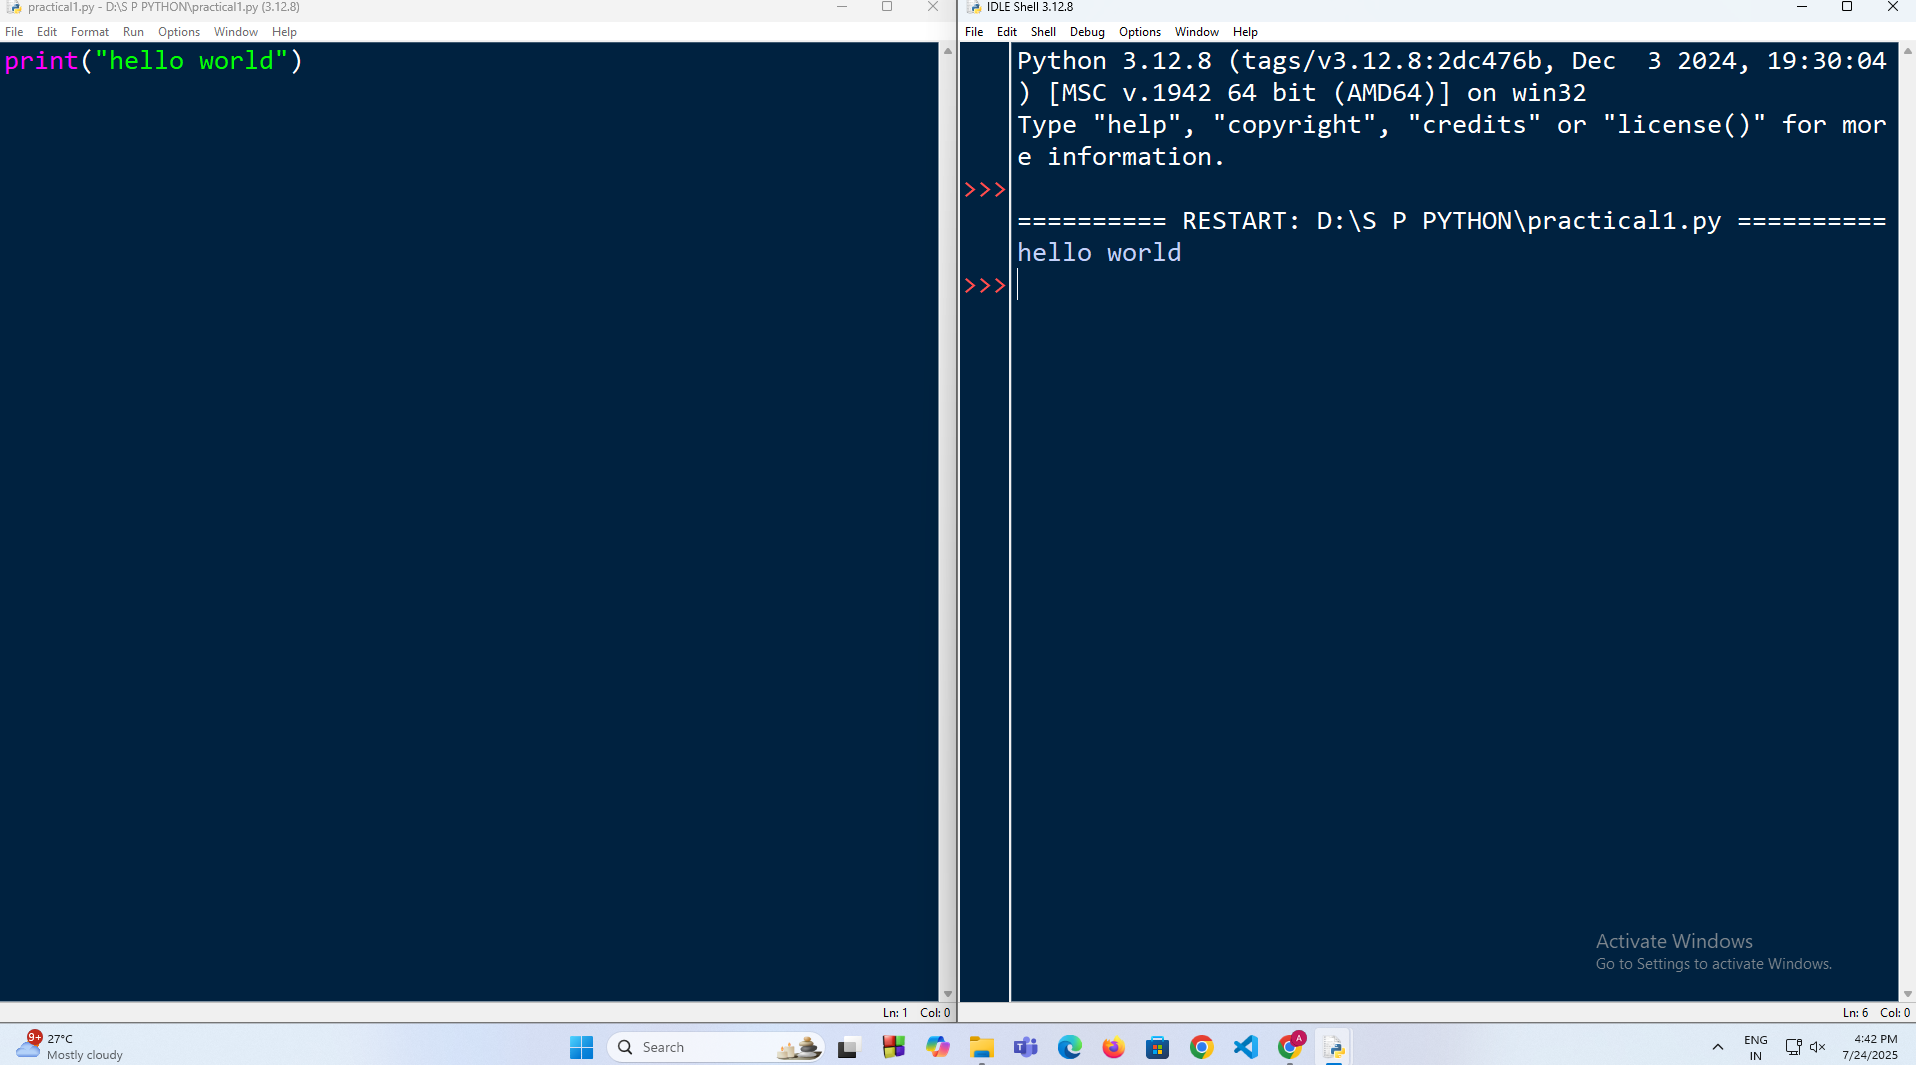 practical1.py - D:\S P PYTHON\practical1.py (3.12.8)
File Edit Format Run Options Window Help
print("hello world")
Ln: 1 Col: 0
IDLE Shell 3.12.8
File Edit Shell Debug Options Window Help
Python 3.12.8 (tags/v3.12.8:2dc476b, Dec  3 2024, 19:30:04
) [MSC v.1942 64 bit (AMD64)] on win32
Type "help", "copyright", "credits" or "license()" for mor
e information.
>>>
========== RESTART: D:\S P PYTHON\practical1.py ==========
hello world
>>>
Activate Windows
Go to Settings to activate Windows.
Ln: 6 Col: 0
9+
27°C
Mostly cloudy
Search
A
ENG
IN
4:42 PM
7/24/2025